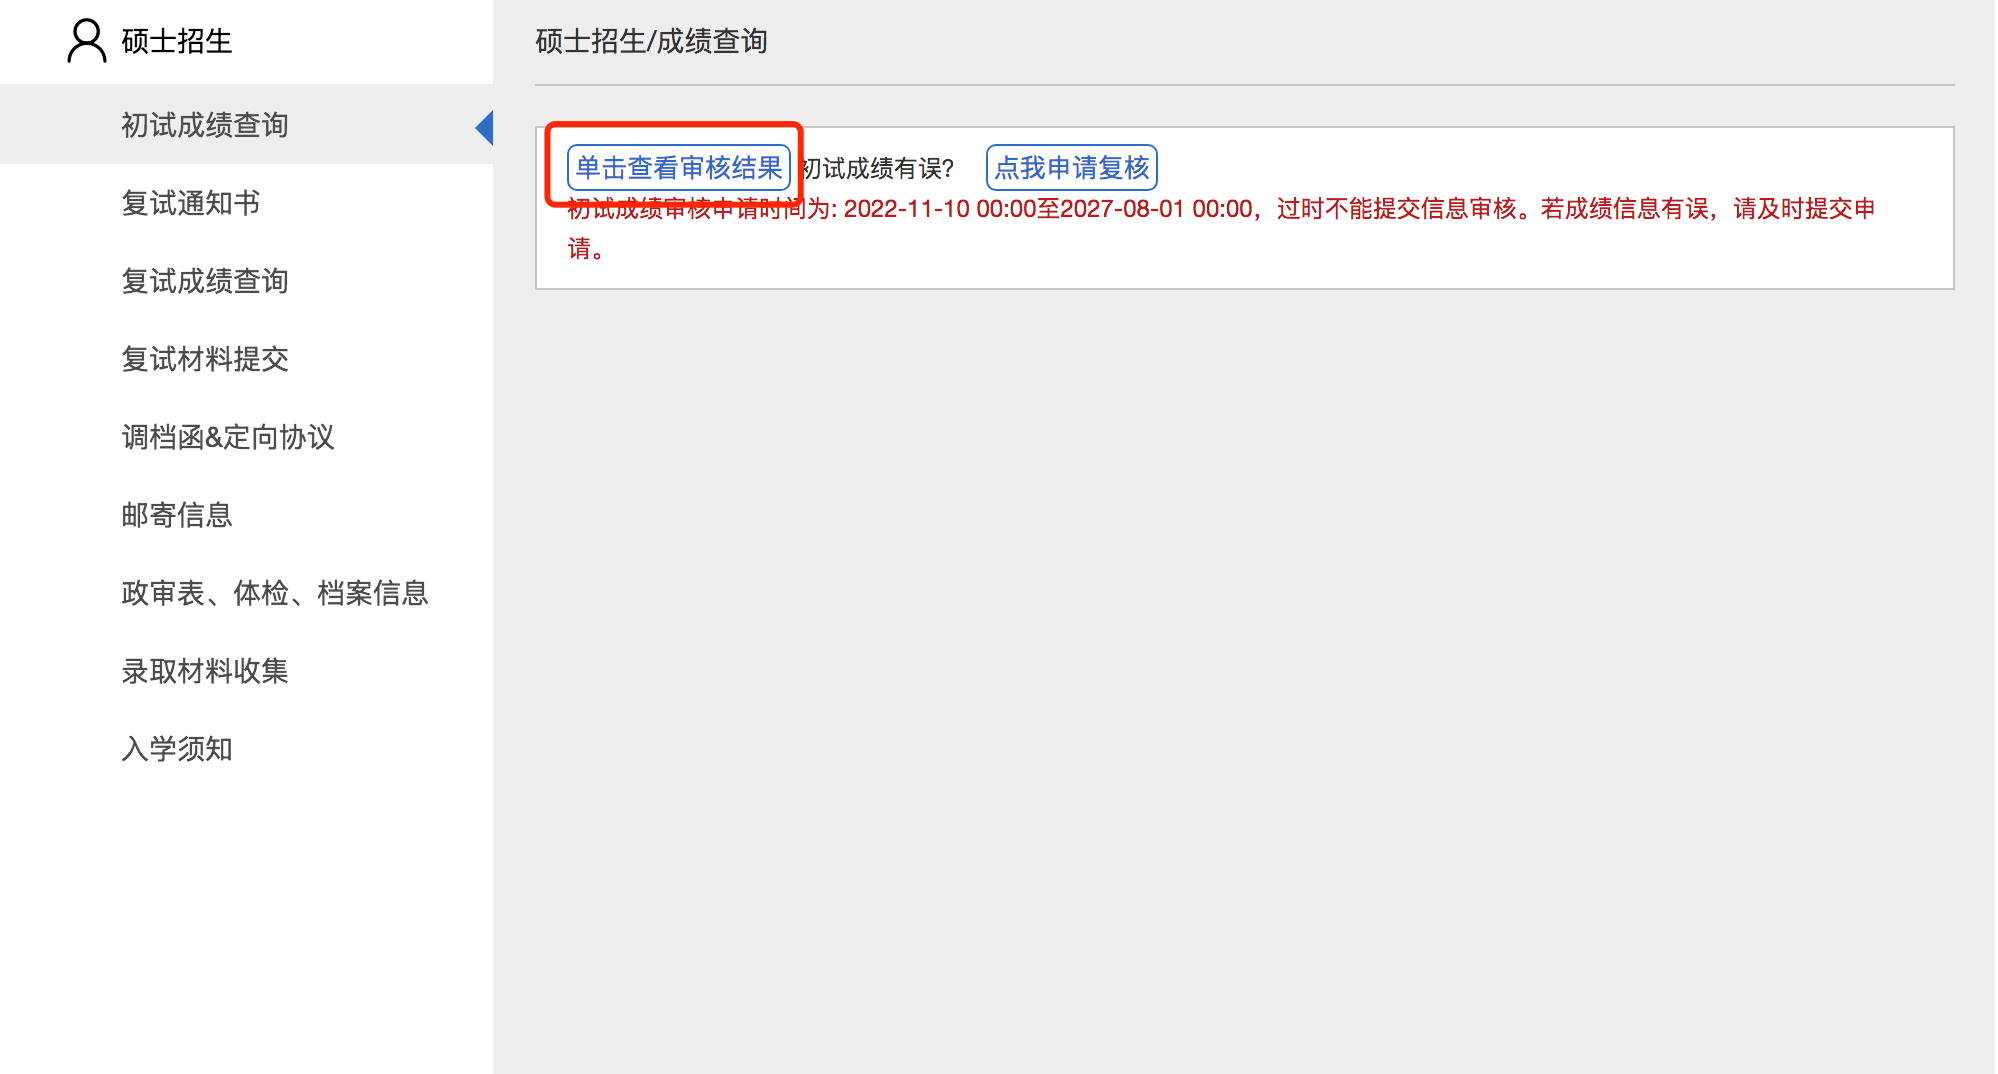 硕士招生
初试成绩查询
复试通知书
复试成绩查询
复试材料提交
调档函&定向协议
邮寄信息
政审表、体检、档案信息
录取材料收集
入学须知
硕士招生/成绩查询
单击查看审核结果 初试成绩有误? 点我申请复核
初试成绩审核申请时间为: 2022-11-10 00:00至2027-08-01 00:00，过时不能提交信息审核。若成绩信息有误，请及时提交申
请。